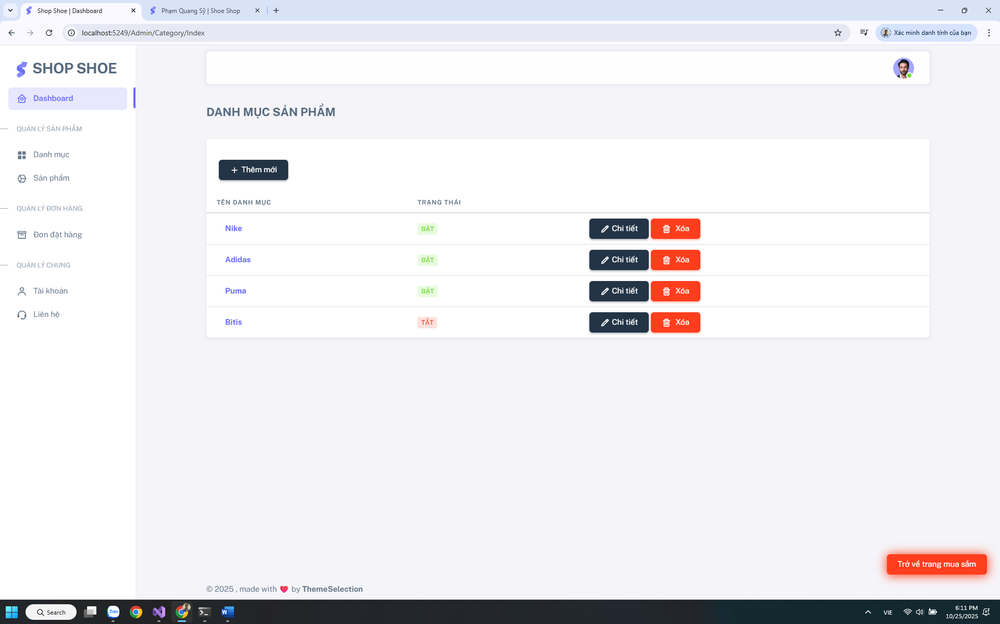 Shop Shoe | Dashboard
Phạm Quang Sỹ | Shoe Shop
localhost:5249/Admin/Category/Index
Xác minh danh tính của bạn
SHOP SHOE
Dashboard
QUẢN LÝ SẢN PHẨM
Danh mục
Sản phẩm
QUẢN LÝ ĐƠN HÀNG
Đơn đặt hàng
QUẢN LÝ CHUNG
Tài khoản
Liên hệ
DANH MỤC SẢN PHẨM
Thêm mới
TÊN DANH MỤC TRẠNG THÁI
Nike BẬT Chi tiết Xóa
Adidas BẬT Chi tiết Xóa
Puma BẬT Chi tiết Xóa
Bitis TẮT Chi tiết Xóa
Trở về trang mua sắm
© 2025 , made with ❤️ by ThemeSelection
Search
Zalo
W
VIE
6:11 PM
10/25/2025